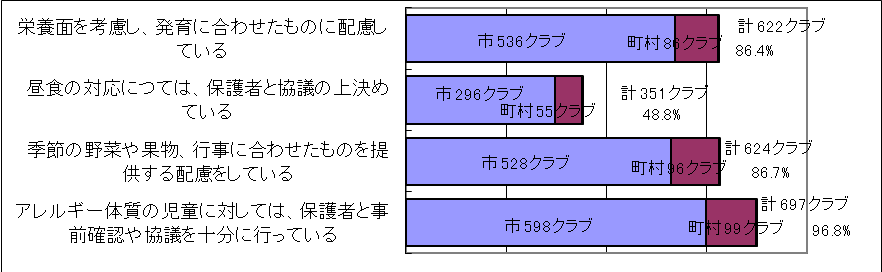 栄養面を考慮し、発育に合わせたものに配慮し
ている
市536クラブ
町村86クラブ
計622クラブ
86.4%
昼食の対応につては、保護者と協議の上決め
ている
市296クラブ
町村55クラブ
計351クラブ
48.8%
季節の野菜や果物、行事に合わせたものを提
供する配慮をしている
市528クラブ
町村96クラブ
計624クラブ
86.7%
アレルギー体質の児童に対しては、保護者と事
前確認や協議を十分に行っている
市598クラブ
町村99クラブ
計697クラブ
96.8%